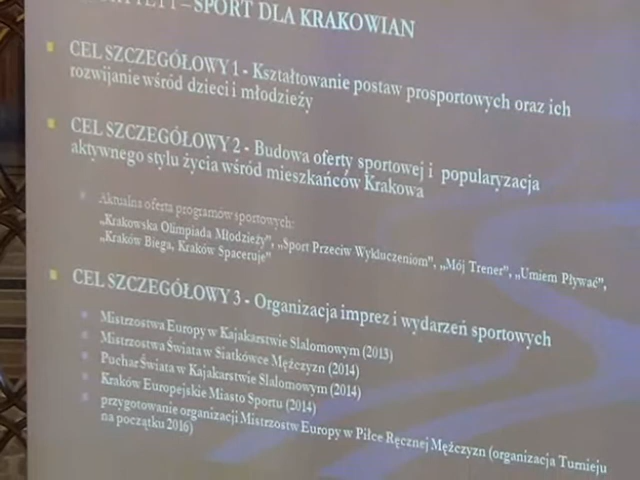 – SPORT DLA KRAKOWIAN
CEL SZCZEGÓŁOWY 1 - Kształtowanie postaw prosportowych oraz ich
rozwijanie wśród dzieci i młodzieży
CEL SZCZEGÓŁOWY 2 - Budowa oferty sportowej i popularyzacja
aktywnego stylu życia wśród mieszkańców Krakowa
Aktualna oferta programów sportowych:
„Krakowska Olimpiada Młodzieży”, „Sport Przeciw Wykluczeniom”, „Mój Trener”, „Umiem Pływać”,
„Kraków Biega, Kraków Spaceruje”
CEL SZCZEGÓŁOWY 3 - Organizacja imprez i wydarzeń sportowych
Mistrzostwa Europy w Kajakarstwie Slalomowym (2013)
Mistrzostwa Świata w Siatkówce Mężczyzn (2014)
Puchar Świata w Kajakarstwie Slalomowym (2014)
Kraków Europejskie Miasto Sportu (2014)
przygotowanie organizacji Mistrzostw Europy w Piłce Ręcznej Mężczyzn (organizacja Turnieju
na początku 2016)